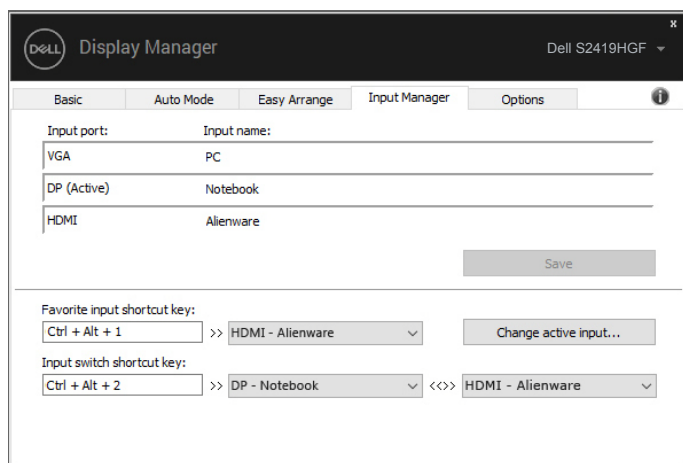 x
DELL Display Manager Dell S2419HGF
Basic Auto Mode Easy Arrange Input Manager Options i
Input port: Input name:
VGA PC
DP (Active) Notebook
HDMI Alienware
Save
Favorite input shortcut key:
Ctrl + Alt + 1 >> HDMI - Alienware Change active input...
Input switch shortcut key:
Ctrl + Alt + 2 >> DP - Notebook <<>> HDMI - Alienware